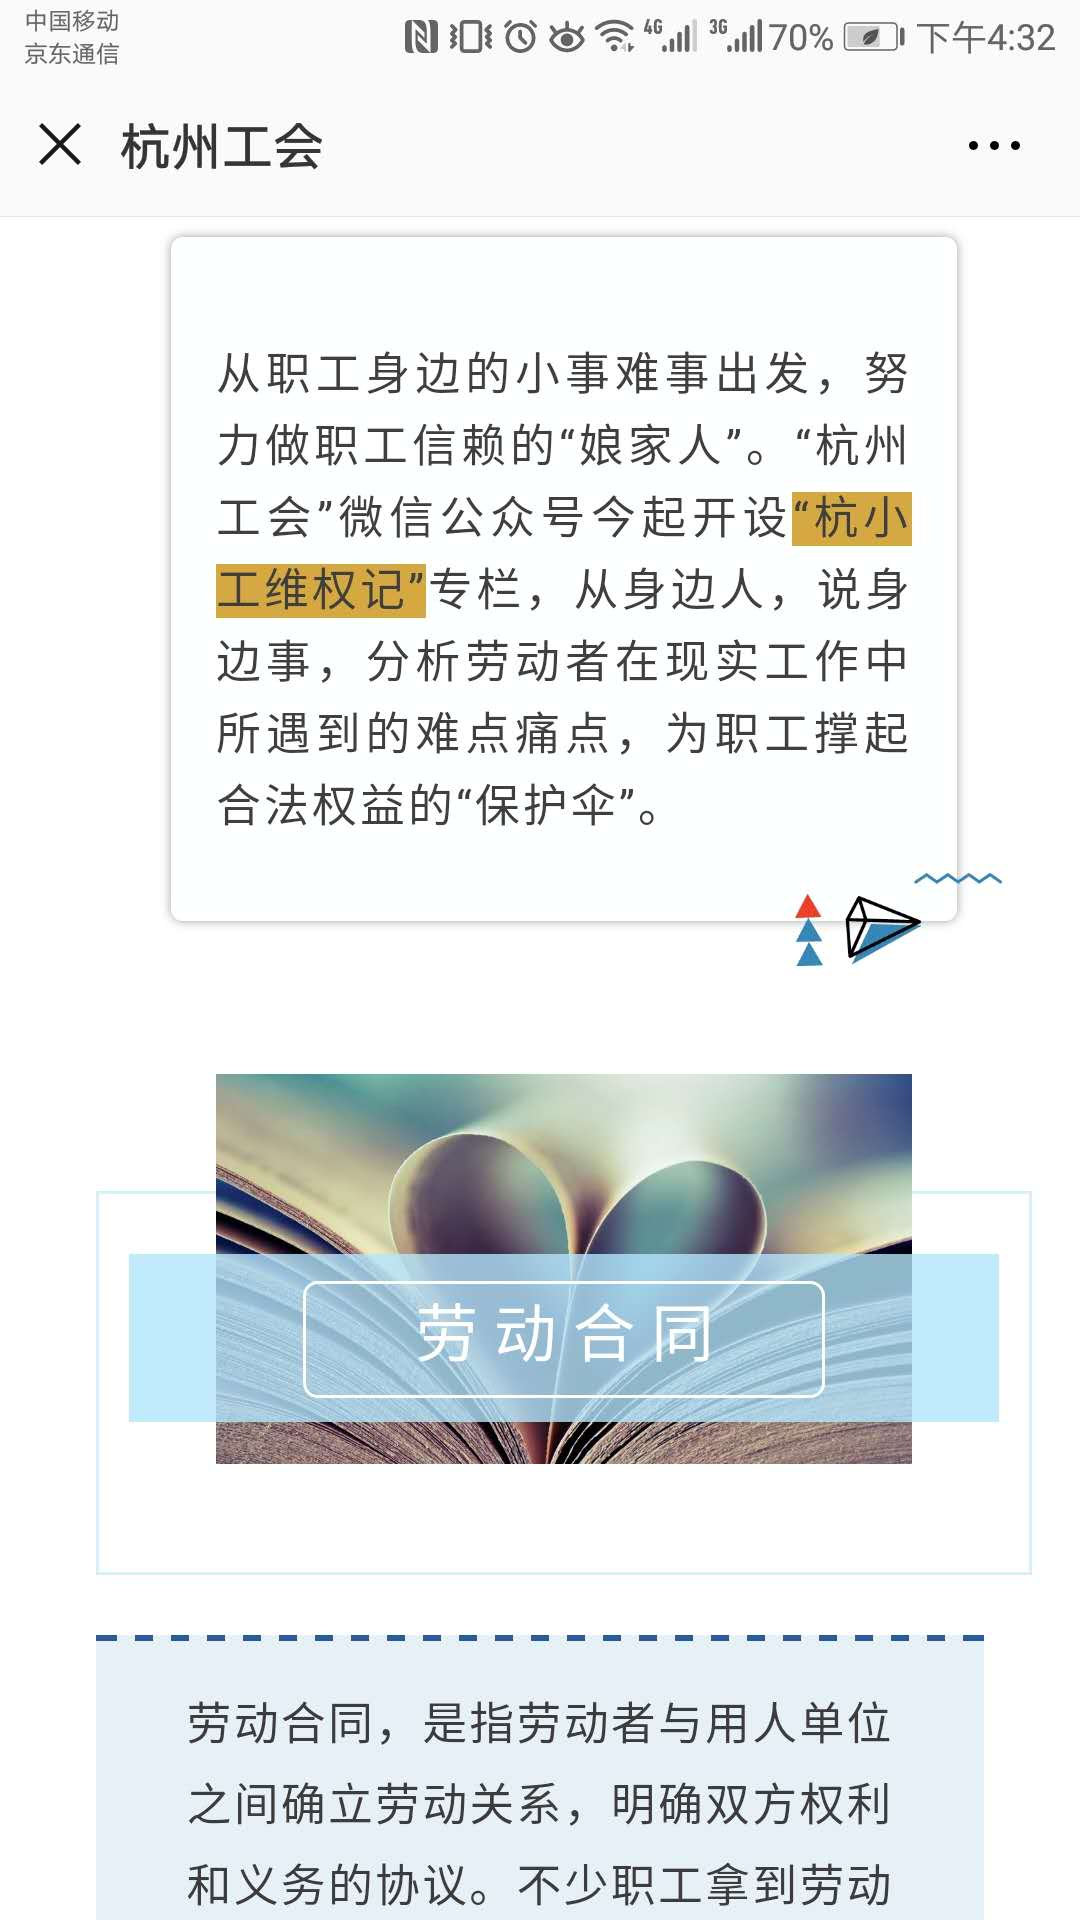 中国移动
京东通信
4G 3G 70% 下午4:32
杭州工会
从职工身边的小事难事出发，努
力做职工信赖的“娘家人”。“杭州
工会”微信公众号今起开设“杭小
工维权记”专栏，从身边人，说身
边事，分析劳动者在现实工作中
所遇到的难点痛点，为职工撑起
合法权益的“保护伞”。
劳动合同
劳动合同，是指劳动者与用人单位
之间确立劳动关系，明确双方权利
和义务的协议。不少职工拿到劳动